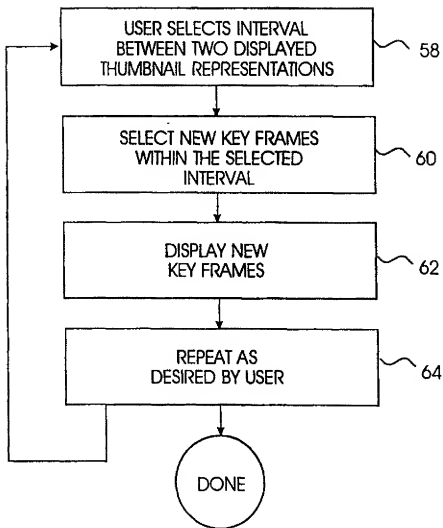 USER SELECTS INTERVAL
BETWEEN TWO DISPLAYED
THUMBNAIL REPRESENTATIONS
58
SELECT NEW KEY FRAMES
WITHIN THE SELECTED
INTERVAL
60
DISPLAY NEW
KEY FRAMES
62
REPEAT AS
DESIRED BY USER
64
DONE